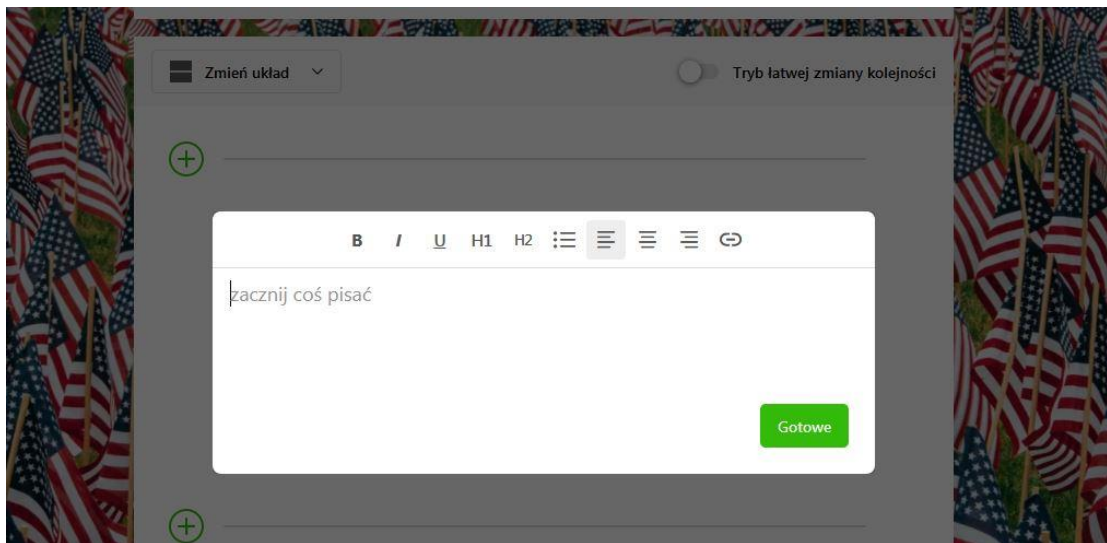 Zmień układ
Tryb łatwej zmiany kolejności
B I U H1 H2
zacznij coś pisać
Gotowe